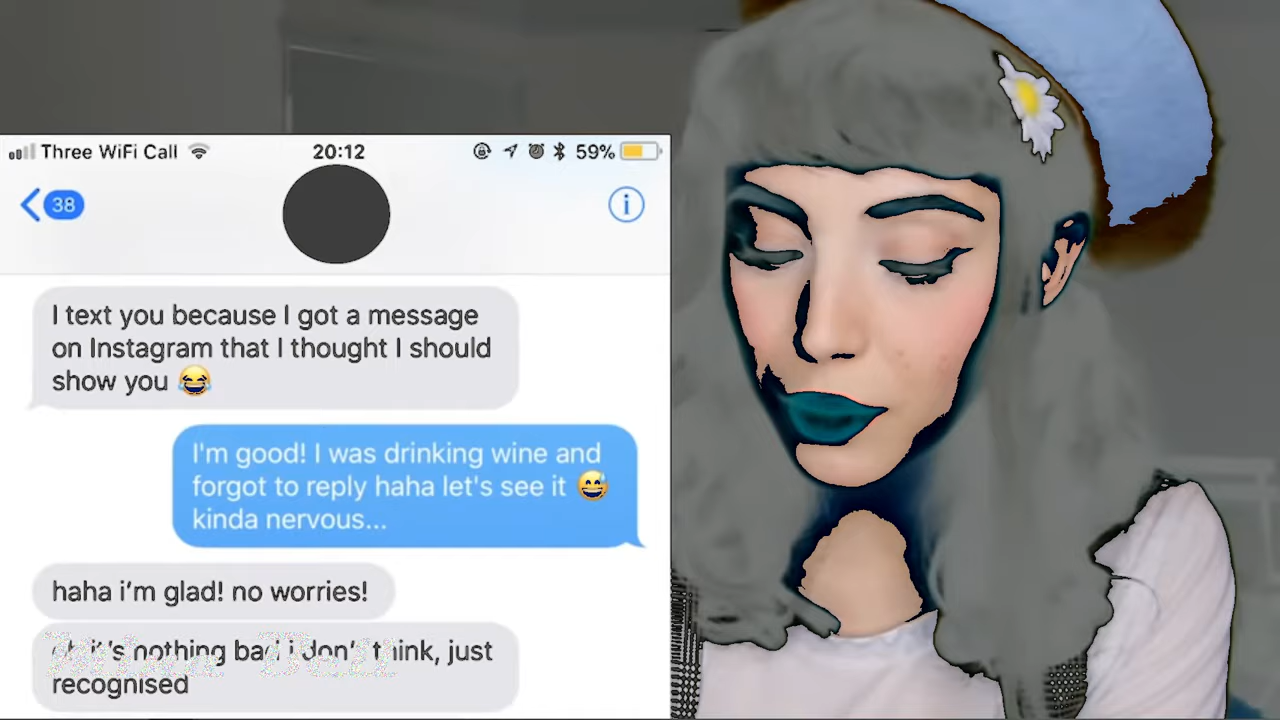 Three WiFi Call
20:12
59%
38
i
I text you because I got a message
on Instagram that I thought I should
show you 😂
I'm good! I was drinking wine and
forgot to reply haha let's see it 😅
kinda nervous...
haha i'm glad! no worries!
it's nothing bad i don't think, just
recognised